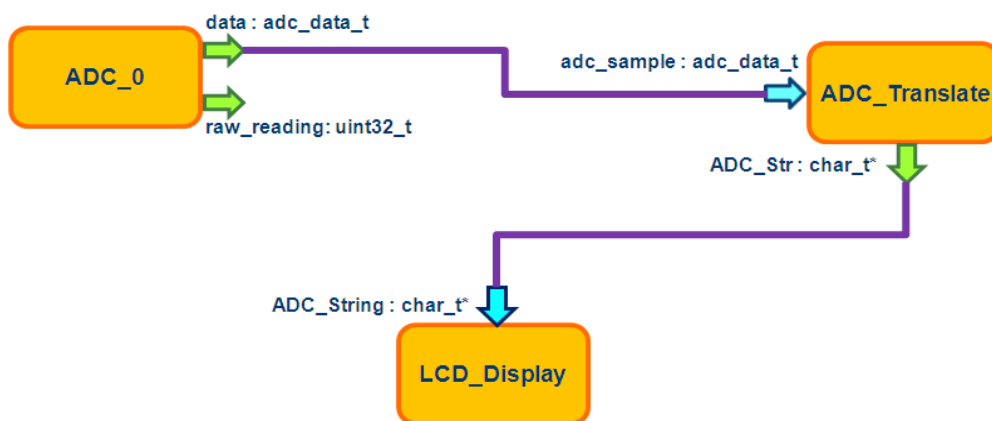 data : adc_data_t
ADC_0
adc_sample : adc_data_t
ADC_Translate
raw_reading: uint32_t
ADC_Str : char_t*
ADC_String : char_t*
LCD_Display